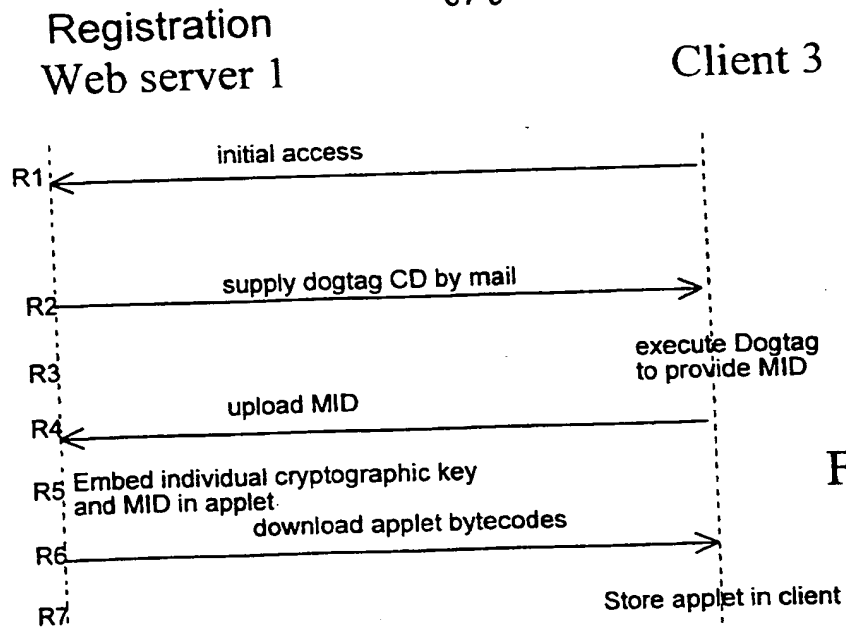 Registration
Web server 1
Client 3
R1
initial access
R2
supply dogtag CD by mail
R3
execute Dogtag
to provide MID
R4
upload MID
R5
Embed individual cryptographic key
and MID in applet
R6
download applet bytecodes
R7
Store applet in client
F